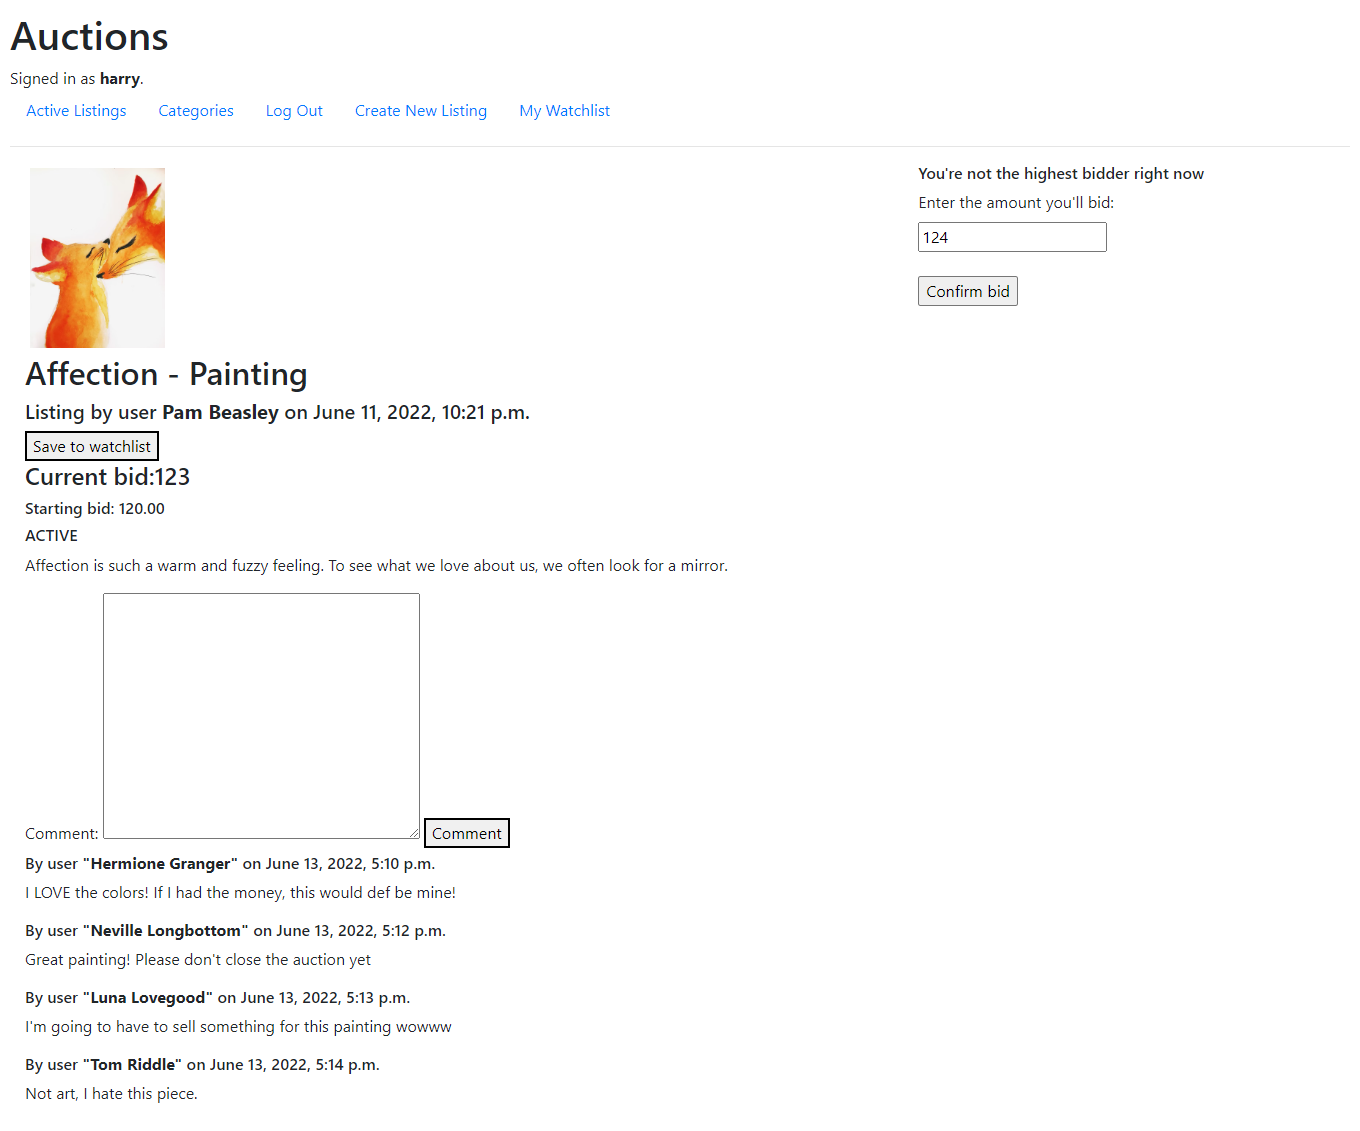 Auctions
Signed in as harry.
Active Listings Categories Log Out Create New Listing My Watchlist
You're not the highest bidder right now
Enter the amount you'll bid:
124
Confirm bid
Affection - Painting
Listing by user Pam Beasley on June 11, 2022, 10:21 p.m.
Save to watchlist
Current bid:123
Starting bid: 120.00
ACTIVE
Affection is such a warm and fuzzy feeling. To see what we love about us, we often look for a mirror.
Comment: Comment
By user "Hermione Granger" on June 13, 2022, 5:10 p.m.
I LOVE the colors! If I had the money, this would def be mine!
By user "Neville Longbottom" on June 13, 2022, 5:12 p.m.
Great painting! Please don't close the auction yet
By user "Luna Lovegood" on June 13, 2022, 5:13 p.m.
I'm going to have to sell something for this painting wowww
By user "Tom Riddle" on June 13, 2022, 5:14 p.m.
Not art, I hate this piece.